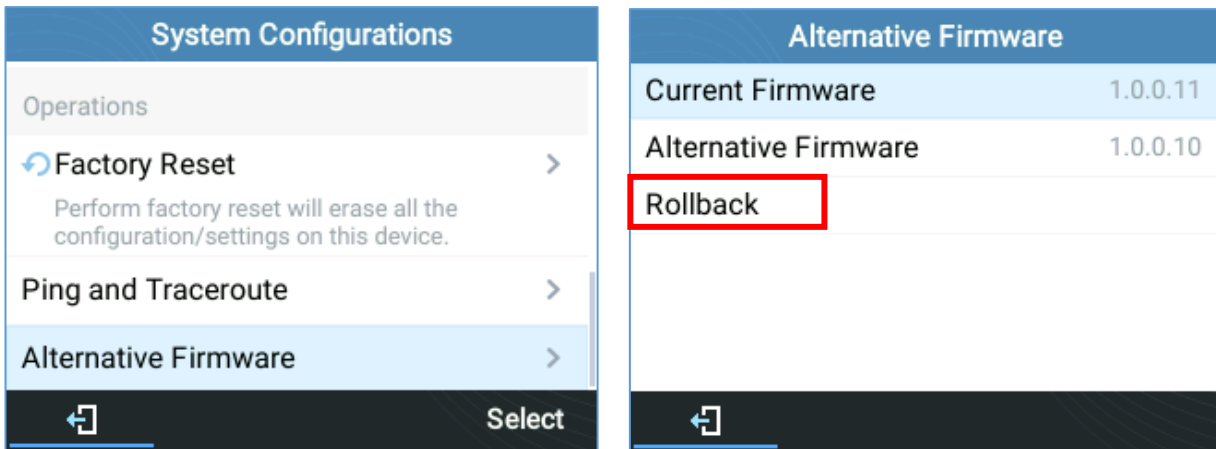 System Configurations
Operations
Factory Reset
Perform factory reset will erase all the
configuration/settings on this device.
Ping and Traceroute
Alternative Firmware
Select
Alternative Firmware
Current Firmware 1.0.0.11
Alternative Firmware 1.0.0.10
Rollback